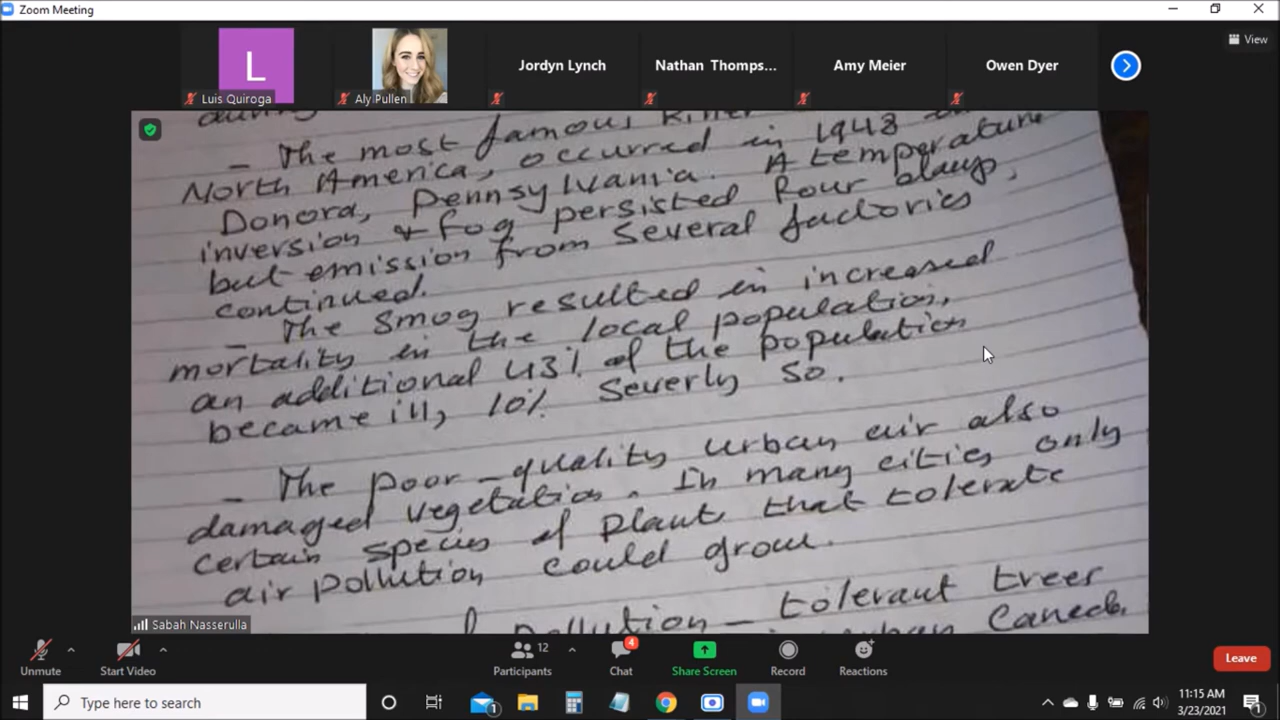 Zoom Meeting
View
L
Luis Quiroga
Aly Pullen
Jordyn Lynch
Nathan Thomps...
Amy Meier
Owen Dyer
during
- The most famous killer
North America, occurred in 1948
Donora, Pennsylvania. A temperature
inversion & fog persisted four days,
but emission from several factories
continued.
- The smog resulted in increased
mortality in the local population,
an additional 43% of the population
became ill, 10% Severly so.
- The poor-quality urban air also
damaged vegetation. In many cities only
certain species of plant that tolerate
air pollution could grow.
pollution-tolerant trees
urban Canada.
Sabah Nasserulla
Unmute
Start Video
12
Participants
4
Chat
Share Screen
Record
Reactions
Leave
Type here to search
1
11:15 AM
3/23/2021
1